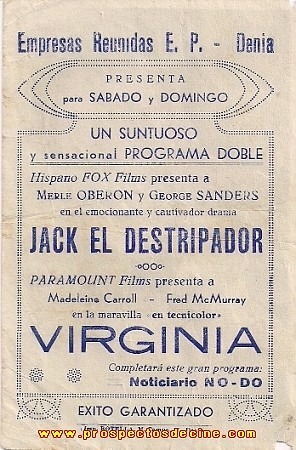 Empresas Reunidas E. P. - Denia
PRESENTA
para SABADO y DOMINGO
UN SUNTUOSO
y sensacional PROGRAMA DOBLE
Hispano FOX Films presenta a
MERLE OBERON y GEORGE SANDERS
en el emocionante y cautivador drama
JACK EL DESTRIPADOR
PARAMOUNT Films presenta a
Madeleine Carroll - Fred McMurray
en la maravilla «en tecnicolor»
VIRGINIA
Completará este gran programa:
Noticiario NO-DO
EXITO GARANTIZADO
Imp. BOTELLA
www.prospectosdecine.com